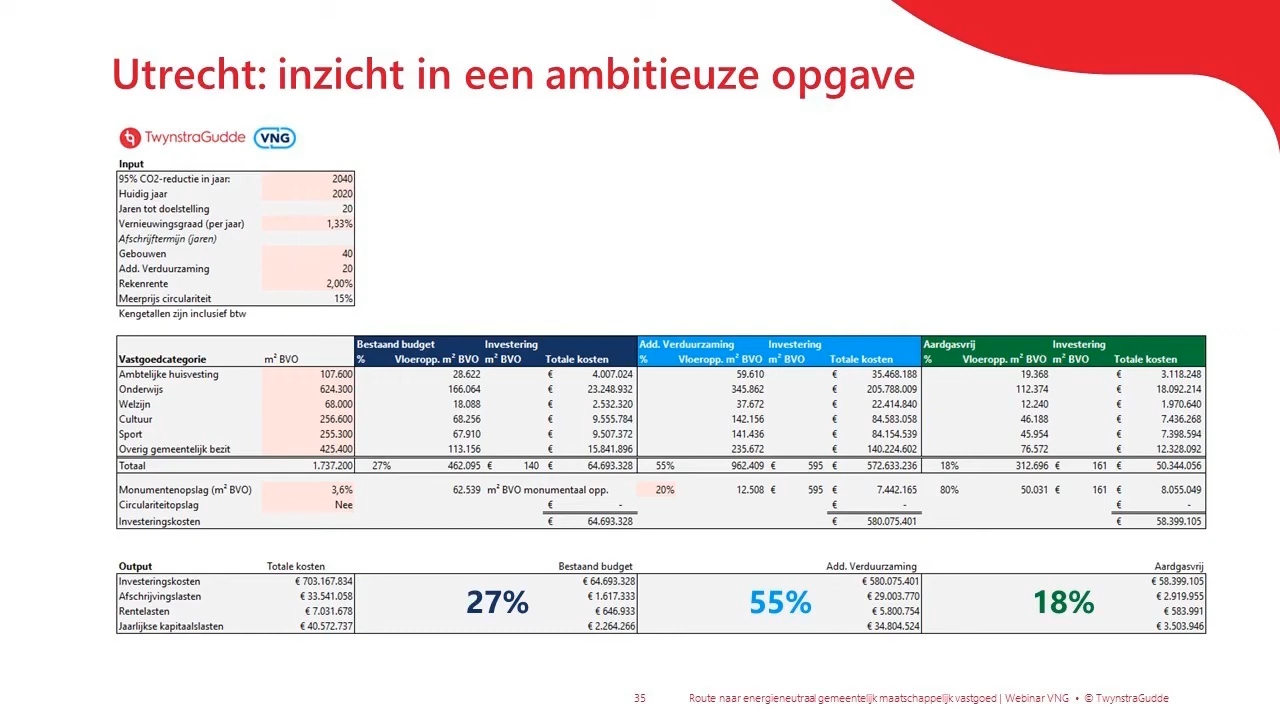 Utrecht: inzicht in een ambitieuze opgave
TwynstraGudde VNG
Input
95% CO2-reductie in jaar: 2040
Huidig jaar 2020
Jaren tot doelstelling 20
Vernieuwingsgraad (per jaar) 1,33%
Afschrijftermijn (jaren)
Gebouwen 40
Add. Verduurzaming 20
Rekenrente 2,00%
Meerprijs circulariteit 15%
Kengetallen zijn inclusief btw
Bestaand budget Investering Add. Verduurzaming Investering Aardgasvrij Investering
Vastgoedcategorie m² BVO % Vloeropp. m² BVO m² BVO Totale kosten % Vloeropp. m² BVO m² BVO Totale kosten % Vloeropp. m² BVO m² BVO Totale kosten
Ambtelijke huisvesting 107.600 28.622 € 4.007.024 59.610 € 35.468.188 19.368 € 3.118.248
Onderwijs 624.300 166.064 € 23.248.932 345.862 € 205.788.009 112.374 € 18.092.214
Welzijn 68.000 18.088 € 2.532.320 37.672 € 22.414.840 12.240 € 1.970.640
Cultuur 256.600 68.256 € 9.555.784 142.156 € 84.583.058 46.188 € 7.436.268
Sport 255.300 67.910 € 9.507.372 141.436 € 84.154.539 45.954 € 7.398.594
Overig gemeentelijk bezit 425.400 113.156 € 15.841.896 235.672 € 140.224.602 76.572 € 12.328.092
Totaal 1.737.200 27% 462.095 € 140 € 64.693.328 55% 962.409 € 595 € 572.633.236 18% 312.696 € 161 € 50.344.056
Monumentenopslag (m² BVO) 3,6% 62.539 m² BVO monumentaal opp. 20% 12.508 € 595 € 7.442.165 80% 50.031 € 161 € 8.055.049
Circulariteitopslag Nee € - € - € -
Investeringskosten € 64.693.328 € 580.075.401 € 58.399.105
Output Totale kosten Bestaand budget Add. Verduurzaming Aardgasvrij
Investeringskosten € 703.167.834 € 64.693.328 € 580.075.401 € 58.399.105
Afschrijvingslasten € 33.541.058 € 1.617.333 € 29.003.770 € 2.919.955
27% 55% 18%
Rentelasten € 7.031.678 € 646.933 € 5.800.754 € 583.991
Jaarlijkse kapitaalslasten € 40.572.737 € 2.264.266 € 34.804.524 € 3.503.946
35 Route naar energieneutraal gemeentelijk maatschappelijk vastgoed | Webinar VNG • © TwynstraGudde